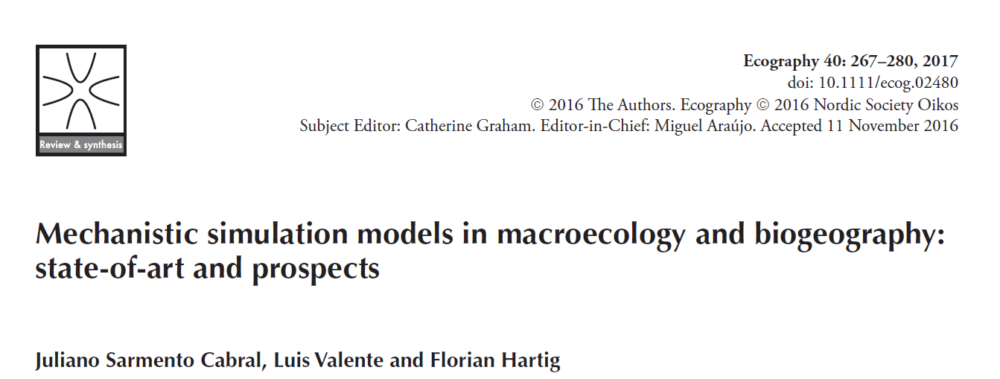 Review & synthesis
Ecography 40: 267–280, 2017
doi: 10.1111/ecog.02480
© 2016 The Authors. Ecography © 2016 Nordic Society Oikos
Subject Editor: Catherine Graham. Editor-in-Chief: Miguel Araújo. Accepted 11 November 2016
Mechanistic simulation models in macroecology and biogeography:
state-of-art and prospects
Juliano Sarmento Cabral, Luis Valente and Florian Hartig